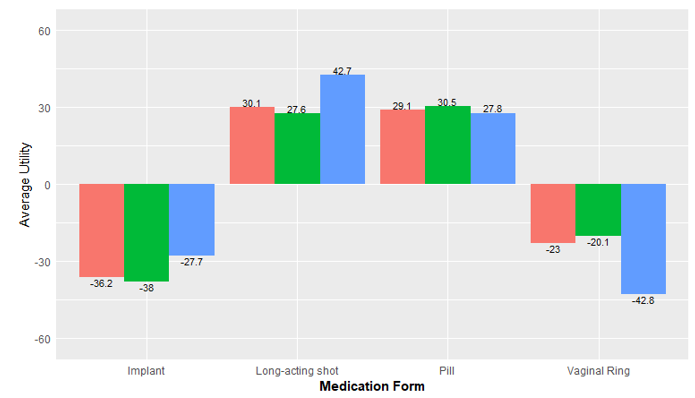 60
30
0
-30
-60
Average Utility
-36.2
-38
-27.7
30.1
27.6
42.7
29.1
30.5
27.8
-23
-20.1
-42.8
Implant
Long-acting shot
Pill
Vaginal Ring
Medication Form